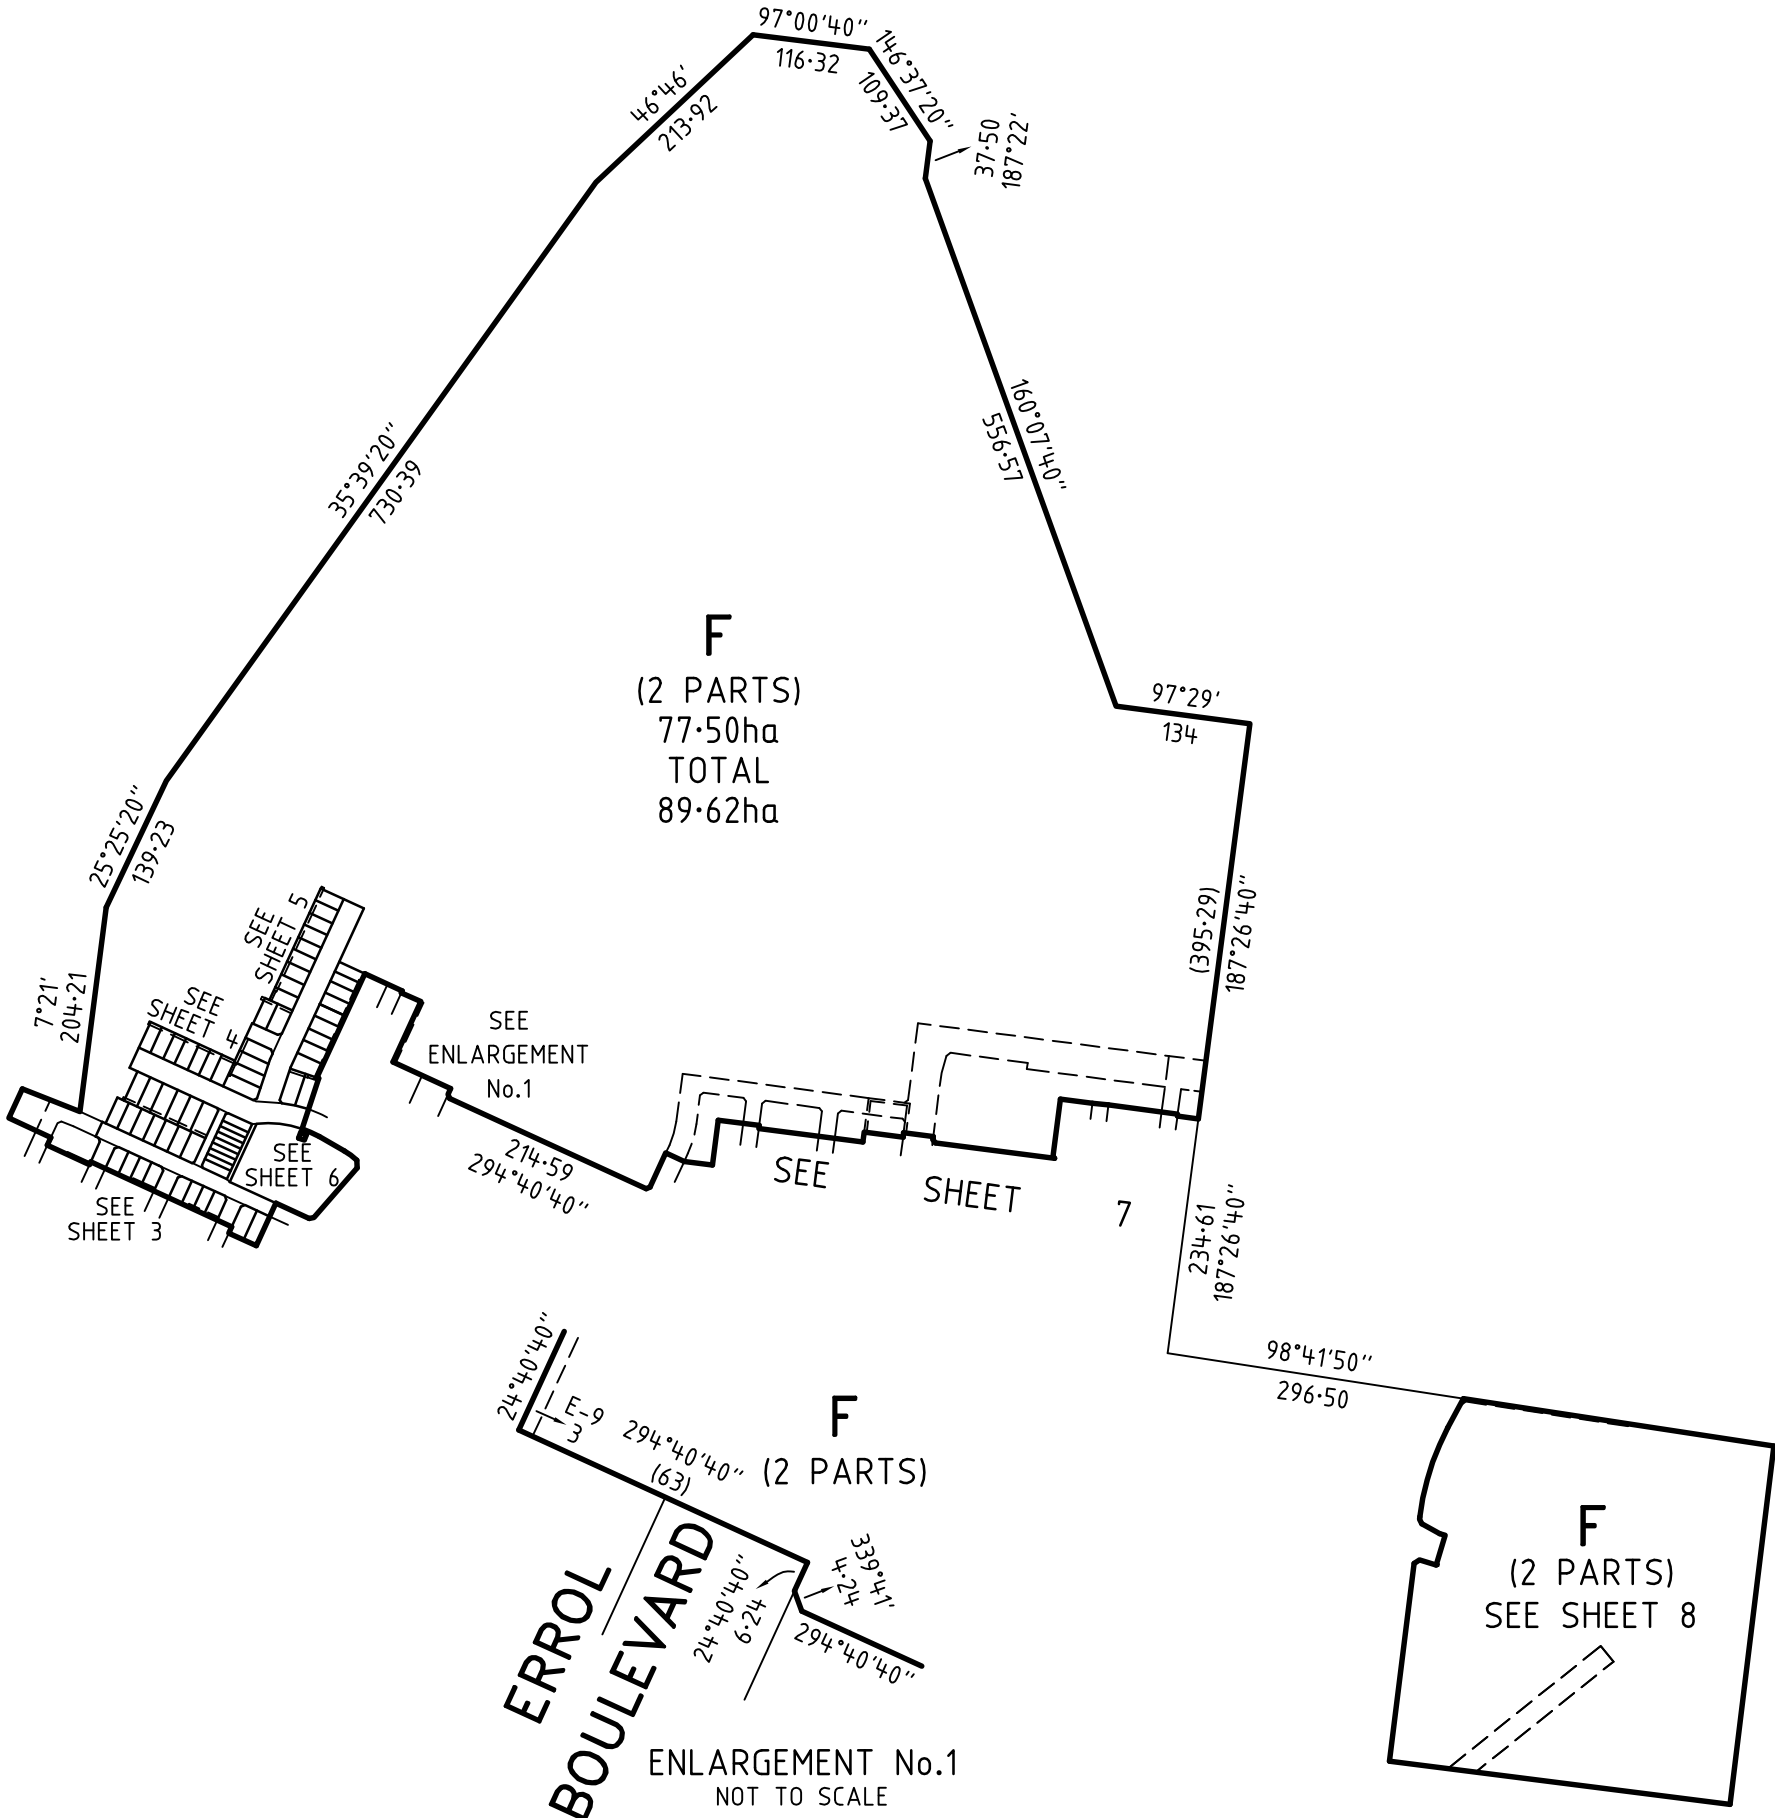 97°00'40"
116·32
146°37'20"
109·37
37·50
187°22'
46°46'
213·92
35°39'20"
730·39
160°07'40"
556·57
F
(2 PARTS)
77·50ha
TOTAL
89·62ha
97°29'
134
25°25'20"
139·23
(395·29)
187°26'40"
7°21'
204·21
SEE
SHEET 5
SEE
SHEET 4
SEE
ENLARGEMENT
No.1
SEE
SHEET 6
SEE
SHEET 3
214·59
294°40'40"
SEE SHEET 7
234·61
187°26'40"
98°41'50"
296·50
24°40'40"
E-9
3
294°40'40"
(63)
F
(2 PARTS)
339°41'
4·24
24°40'40"
6·24
294°40'40"
ERROL
BOULEVARD
ENLARGEMENT No.1
NOT TO SCALE
F
(2 PARTS)
SEE SHEET 8